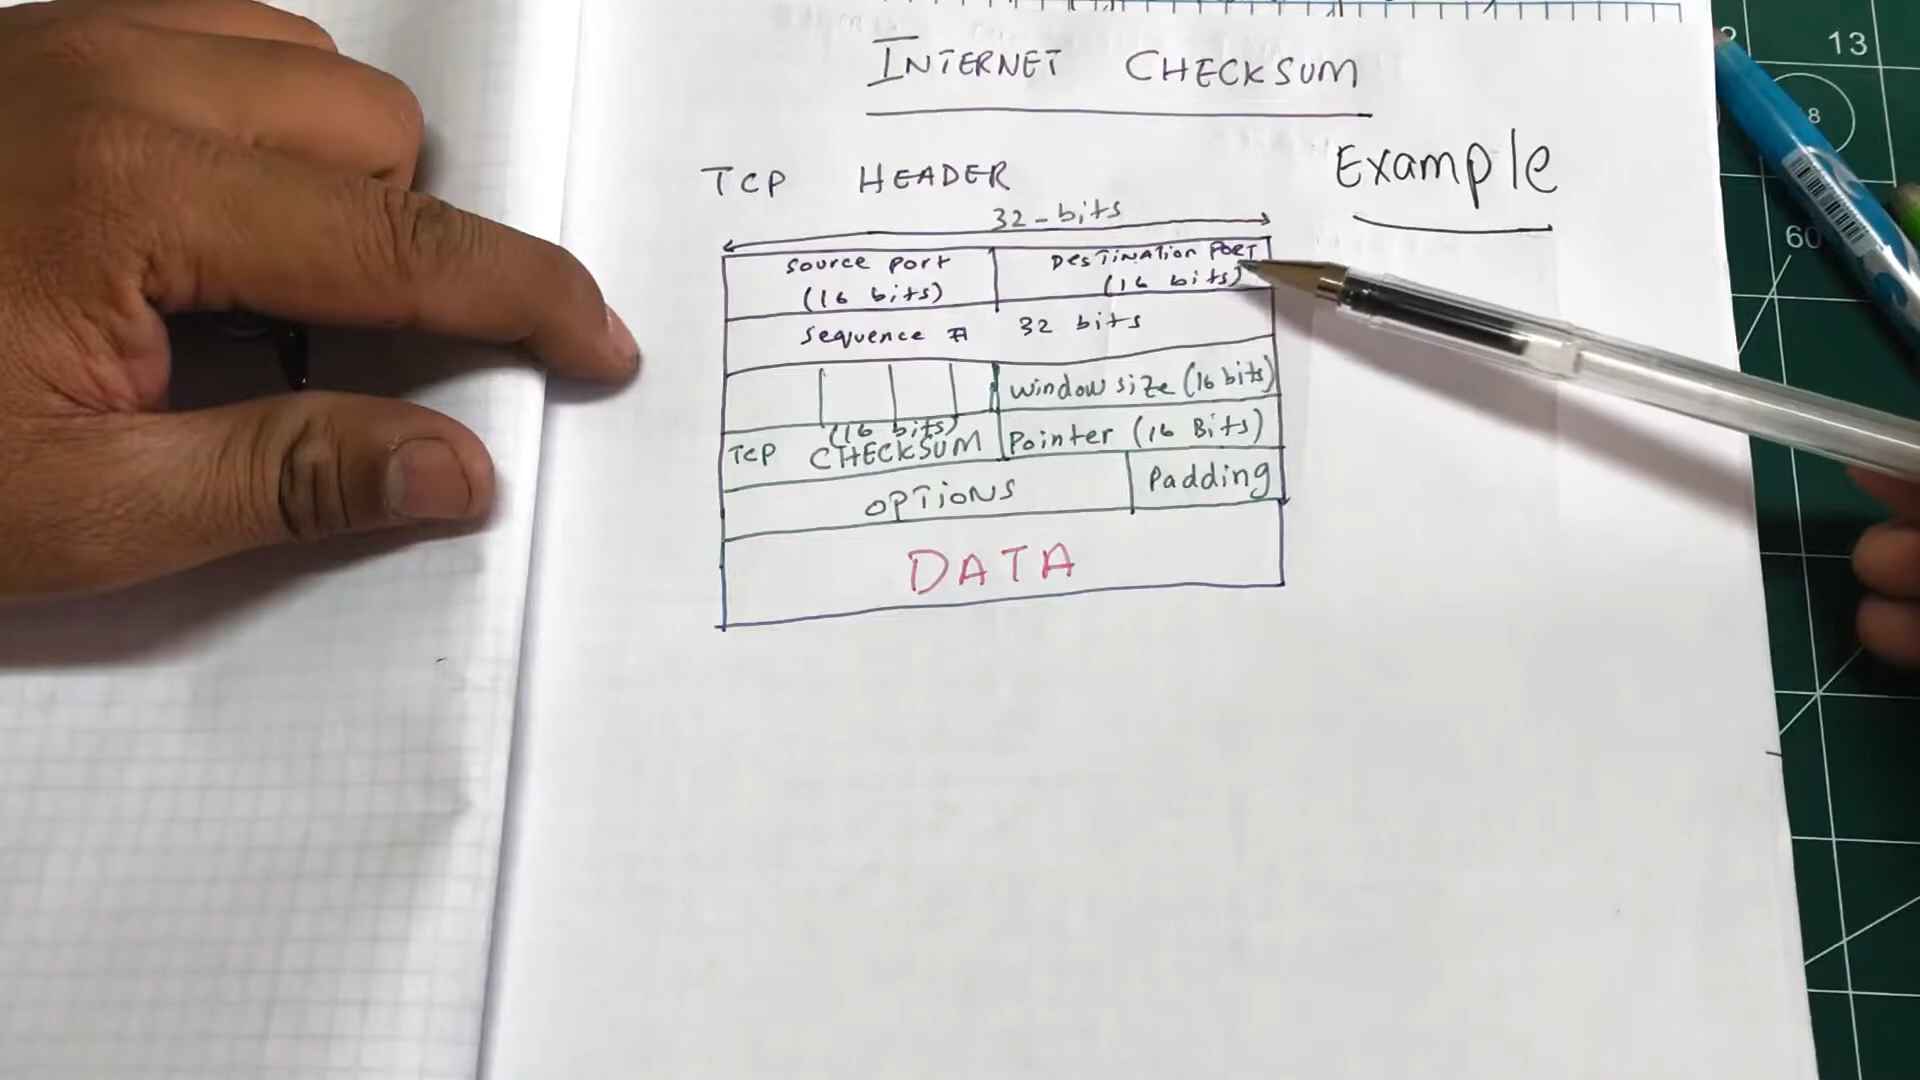 INTERNET CHECKSUM
Example
TCP HEADER
32-bits
Source Port
(16 bits)
DESTINATION PORT
(16 bits)
Sequence # 32 bits
Window Size (16 bits)
(16 bits)
TCP CHECKSUM
Pointer (16 Bits)
OPTIONS
Padding
DATA
13
8
60